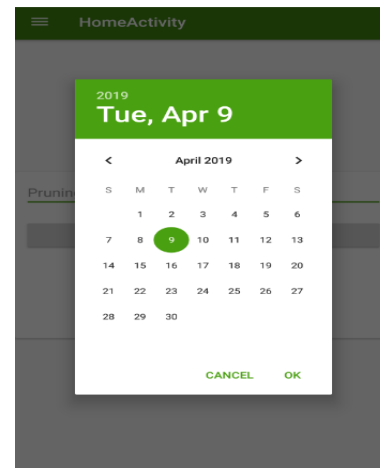 HomeActivity
2019
Tue, Apr 9
< April 2019 >
S M T W T F S
1 2 3 4 5 6
7 8 9 10 11 12 13
14 15 16 17 18 19 20
21 22 23 24 25 26 27
28 29 30
CANCEL OK